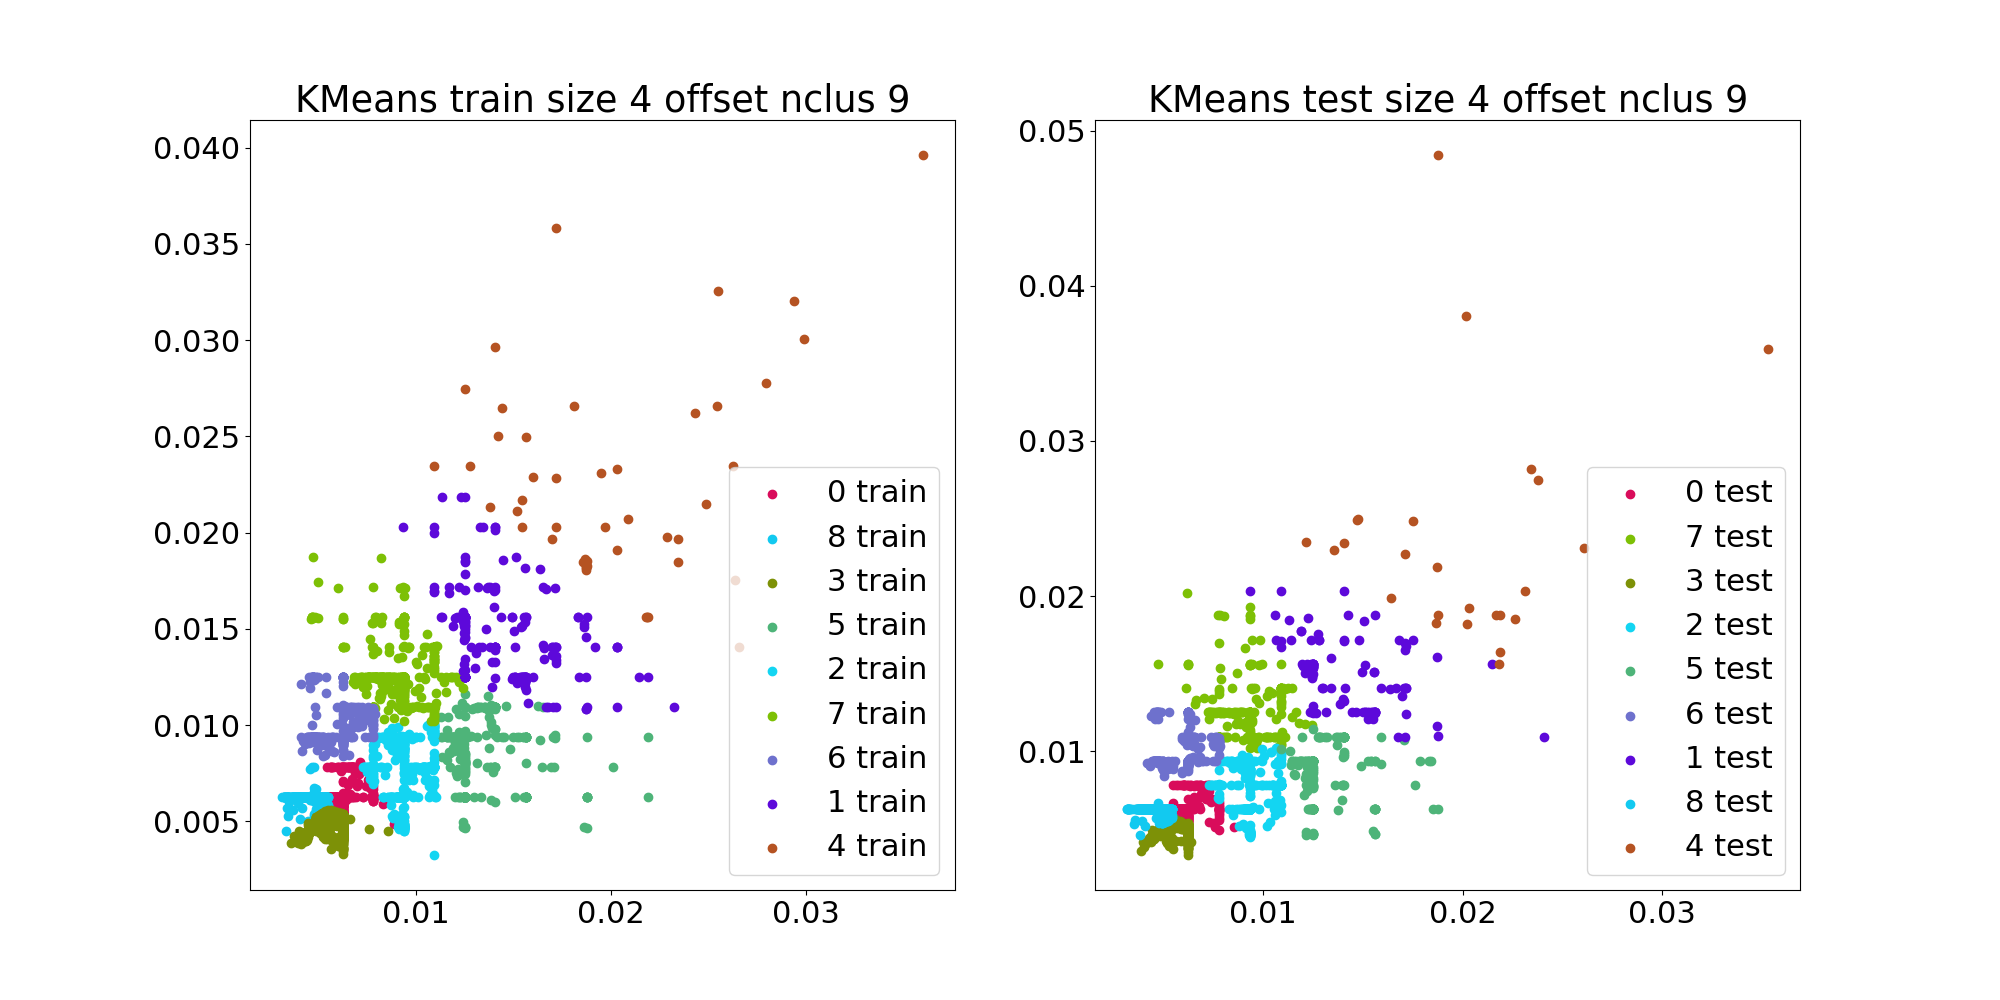 KMeans train size 4 offset nclus 9
0.040
0.035
0.030
0.025
0.020
0.015
0.010
0.005
0.01
0.02
0.03
0 train
8 train
3 train
5 train
2 train
7 train
6 train
1 train
4 train
KMeans test size 4 offset nclus 9
0.05
0.04
0.03
0.02
0.01
0.01
0.02
0.03
0 test
7 test
3 test
2 test
5 test
6 test
1 test
8 test
4 test